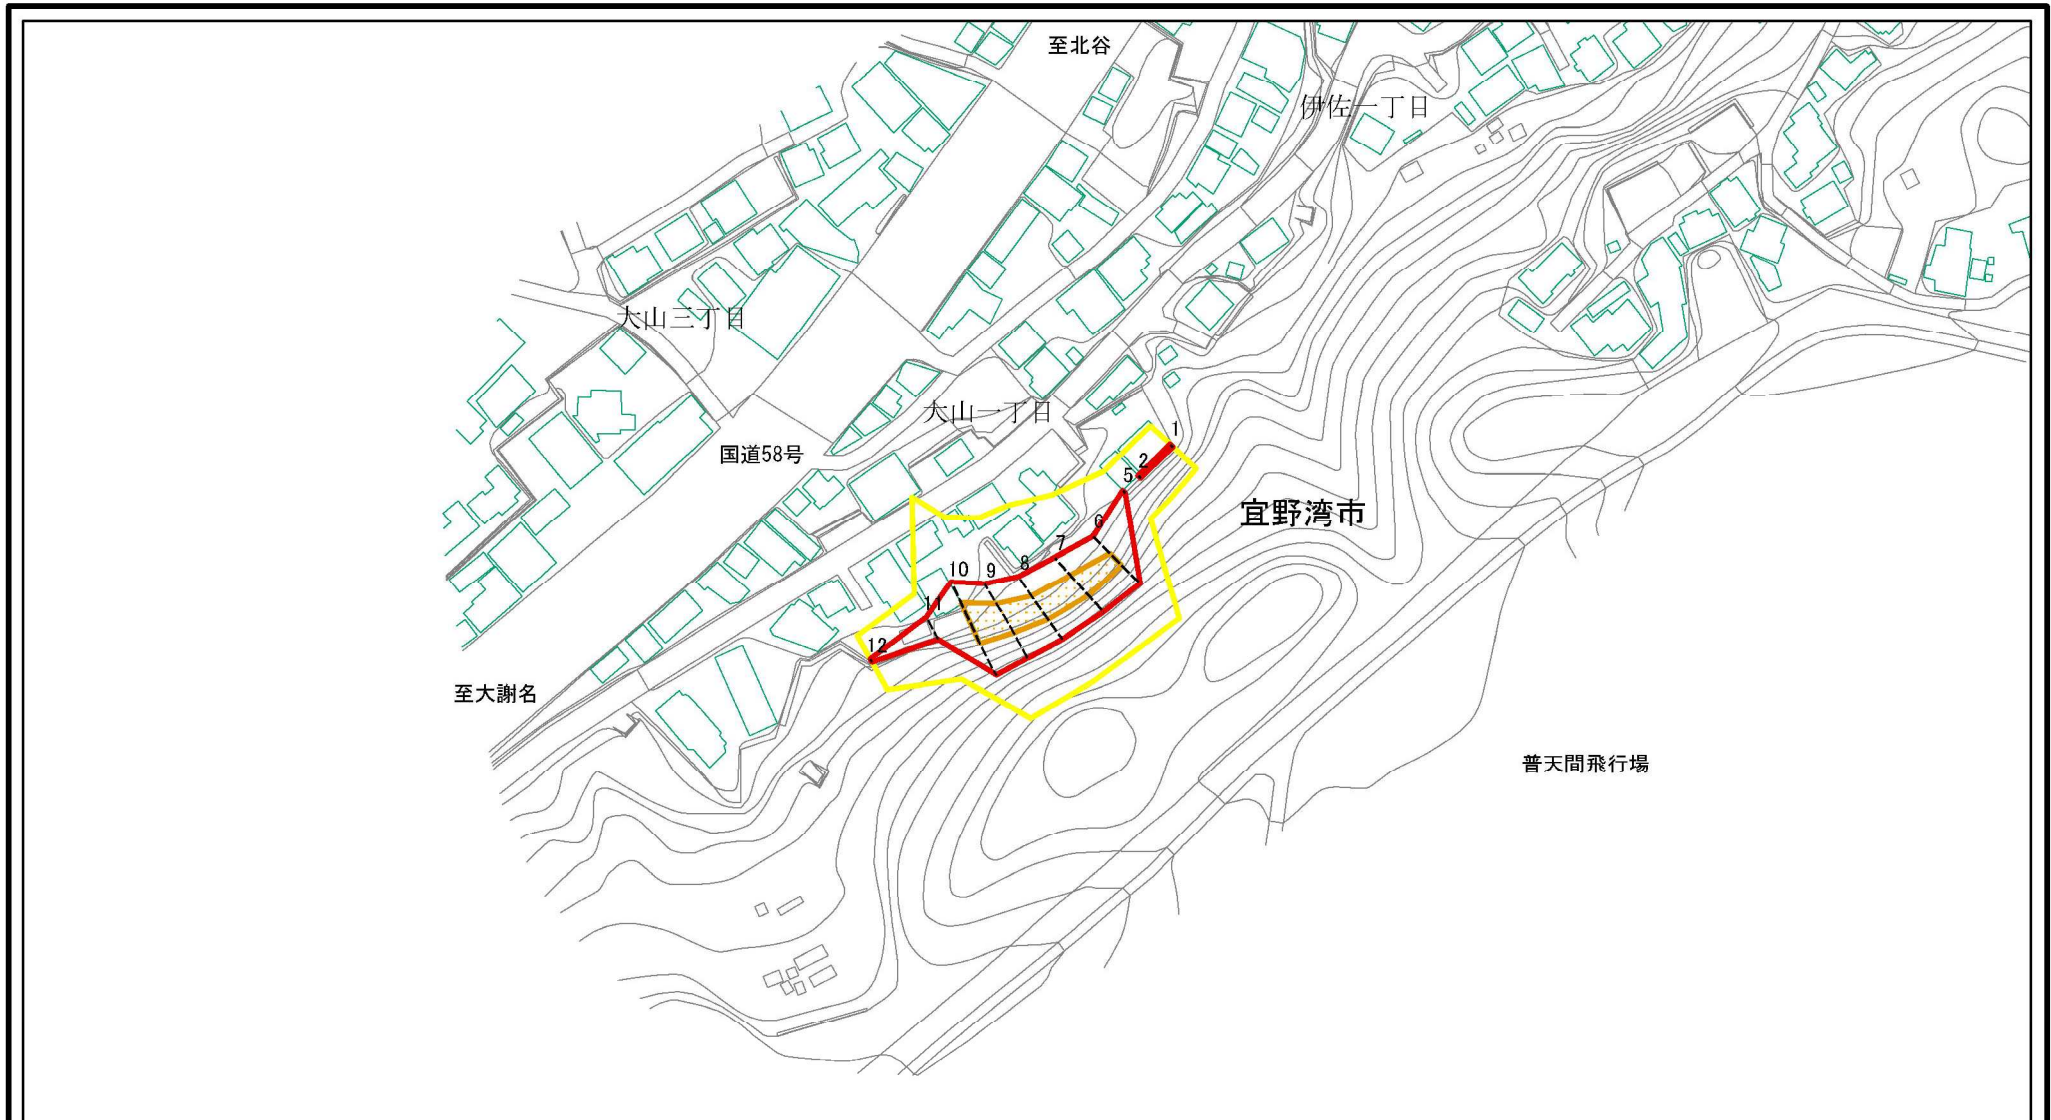 至北谷
伊佐一丁目
大山三丁目
大山一丁目
国道58号
1
2
5
宜野湾市
6
7
8
9
10
11
12
至大謝名
普天間飛行場